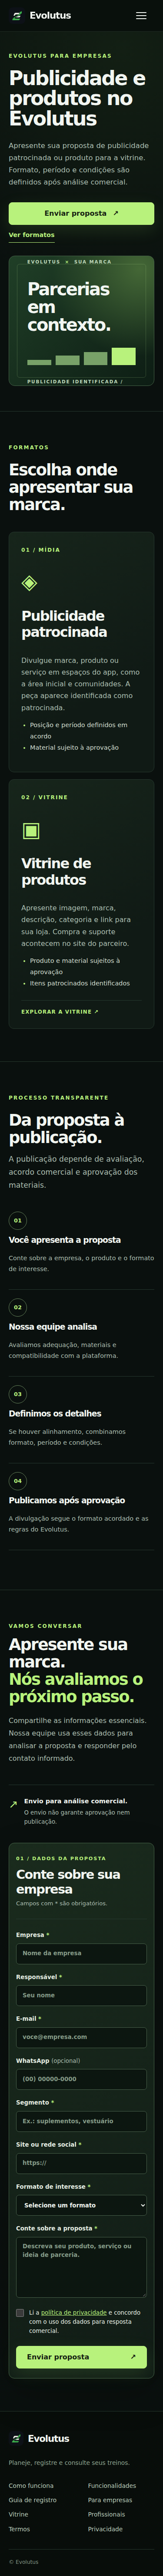 Evolutus
EVOLUTUS PARA EMPRESAS
Publicidade e
produtos no
Evolutus
Apresente sua proposta de publicidade
patrocinada ou produto para a vitrine.
Formato, período e condições são
definidos após análise comercial.
Enviar proposta ↗
Ver formatos
EVOLUTUS × SUA MARCA
Parcerias
em
contexto.
PUBLICIDADE IDENTIFICADA /
FORMATOS
Escolha onde
apresentar sua
marca.
01 / MÍDIA
Publicidade
patrocinada
Divulgue marca, produto ou
serviço em espaços do app, como
a área inicial e comunidades. A
peça aparece identificada como
patrocinada.
• Posição e período definidos em
acordo
• Material sujeito à aprovação
02 / VITRINE
Vitrine de
produtos
Apresente imagem, marca,
descrição, categoria e link para
sua loja. Compra e suporte
acontecem no site do parceiro.
• Produto e material sujeitos à
aprovação
• Itens patrocinados identificados
EXPLORAR A VITRINE ↗
PROCESSO TRANSPARENTE
Da proposta à
publicação.
A publicação depende de avaliação,
acordo comercial e aprovação dos
materiais.
01
Você apresenta a proposta
Conte sobre a empresa, o produto e o formato
de interesse.
02
Nossa equipe analisa
Avaliamos adequação, materiais e
compatibilidade com a plataforma.
03
Definimos os detalhes
Se houver alinhamento, combinamos
formato, período e condições.
04
Publicamos após aprovação
A divulgação segue o formato acordado e as
regras do Evolutus.
VAMOS CONVERSAR
Apresente sua
marca.
Nós avaliamos o
próximo passo.
Compartilhe as informações essenciais.
Nossa equipe usa esses dados para
analisar a proposta e responder pelo
contato informado.
↗ Envio para análise comercial.
O envio não garante aprovação nem
publicação.
01 / DADOS DA PROPOSTA
Conte sobre sua
empresa
Campos com * são obrigatórios.
Empresa *
Nome da empresa
Responsável *
Seu nome
E-mail *
voce@empresa.com
WhatsApp (opcional)
(00) 00000-0000
Segmento *
Ex.: suplementos, vestuário
Site ou rede social *
https://
Formato de interesse *
Selecione um formato
Conte sobre a proposta *
Descreva seu produto, serviço ou
ideia de parceria.
Li a política de privacidade e concordo
com o uso dos dados para resposta
comercial.
Enviar proposta ↗
Evolutus
Planeje, registre e consulte seus treinos.
Como funciona Funcionalidades
Guia de registro Para empresas
Vitrine Profissionais
Termos Privacidade
© Evolutus